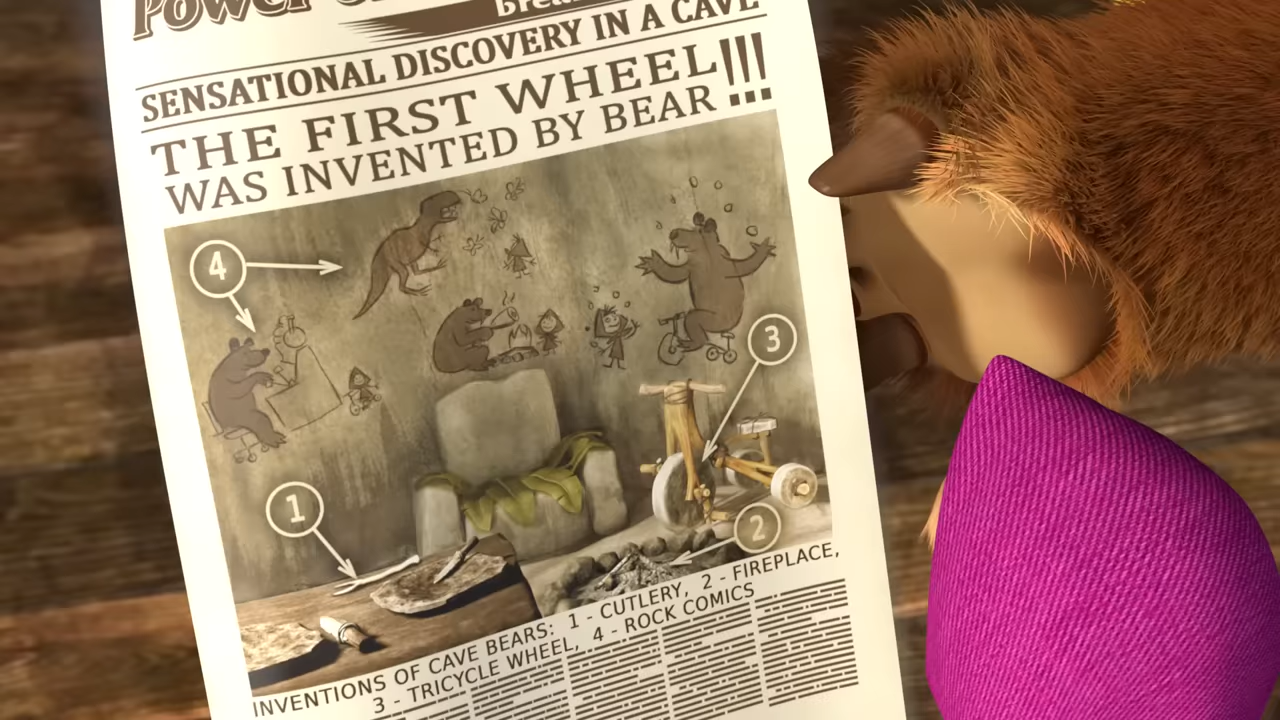 Power
SENSATIONAL DISCOVERY IN A CAVE
THE FIRST WHEEL!!!
WAS INVENTED BY BEAR
4
3
1
2
INVENTIONS OF CAVE BEARS: 1 - CUTLERY, 2 - FIREPLACE,
3 - TRICYCLE WHEEL, 4 - ROCK COMICS